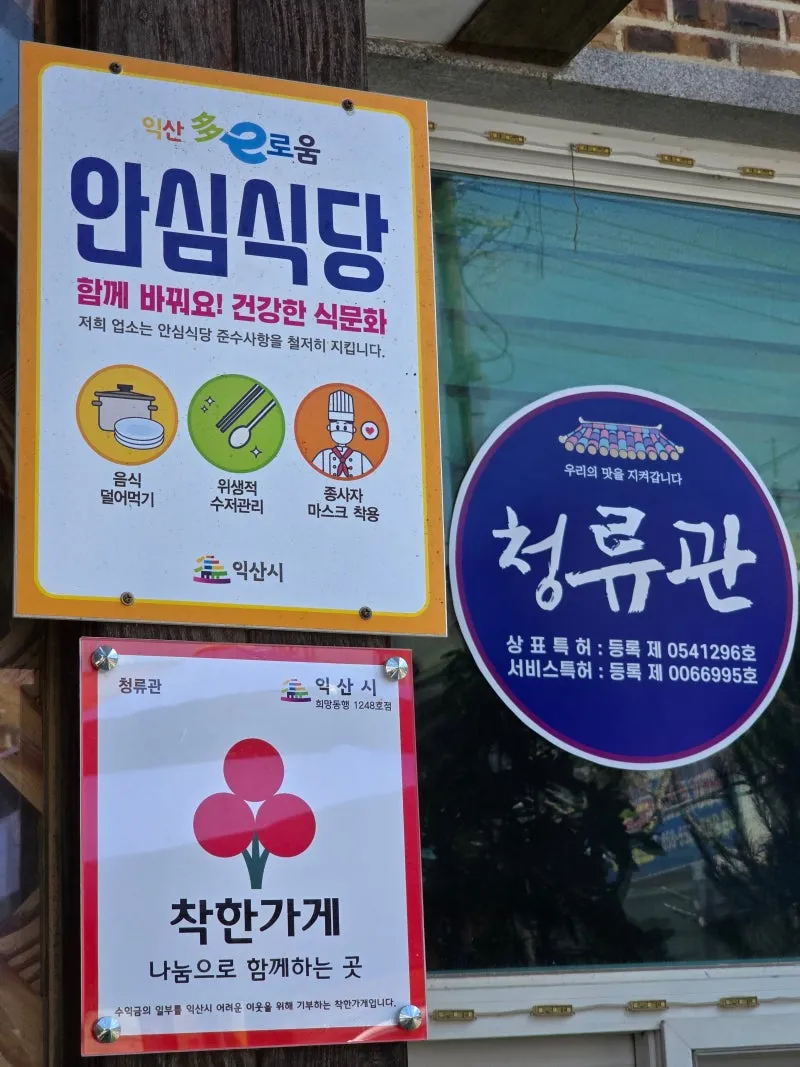 익산 多e로움
안심식당
함께 바꿔요! 건강한 식문화
저희 업소는 안심식당 준수사항을 철저히 지킵니다.
음식
덜어먹기
위생적
수저관리
종사자
마스크 착용
익산시
우리의 맛을 지켜갑니다
청류관
상표특허 : 등록 제 0541296호
서비스특허 : 등록 제 0066995호
청류관
익산시
희망동행 1248호점
착한가게
나눔으로 함께하는 곳
수익금의 일부를 익산시 어려운 이웃을 위해 기부하는 착한가게입니다.